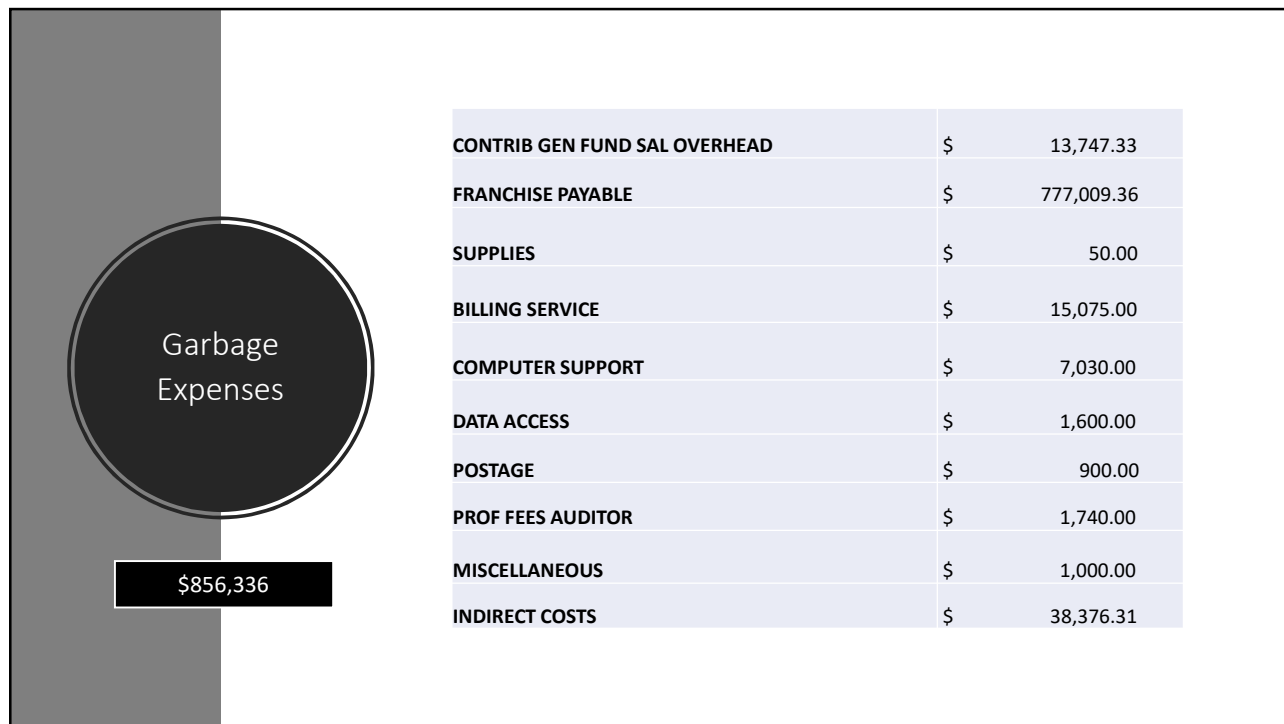 Garbage
Expenses
$856,336
CONTRIB GEN FUND SAL OVERHEAD $ 13,747.33
FRANCHISE PAYABLE $ 777,009.36
SUPPLIES $ 50.00
BILLING SERVICE $ 15,075.00
COMPUTER SUPPORT $ 7,030.00
DATA ACCESS $ 1,600.00
POSTAGE $ 900.00
PROF FEES AUDITOR $ 1,740.00
MISCELLANEOUS $ 1,000.00
INDIRECT COSTS $ 38,376.31